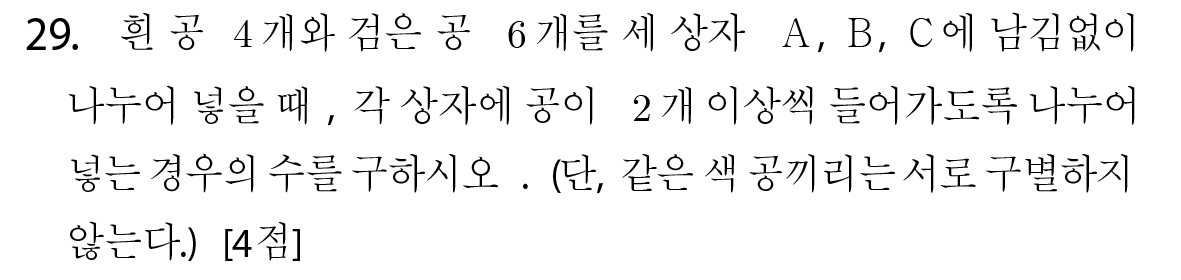 29. 흰 공 4개와 검은 공 6개를 세 상자 A, B, C에 남김없이
나누어 넣을 때, 각 상자에 공이 2개 이상씩 들어가도록 나누어
넣는 경우의 수를 구하시오. (단, 같은 색 공끼리는 서로 구별하지
않는다.) [4점]